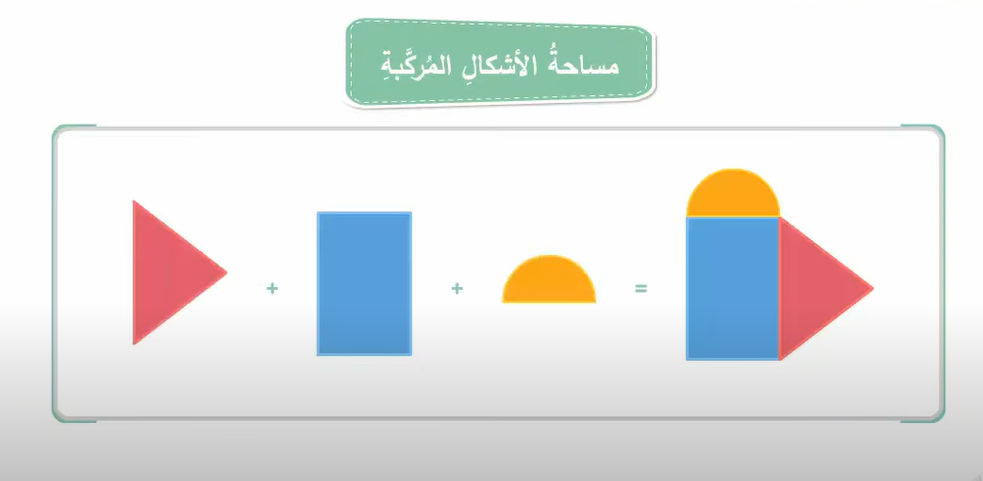 مساحةُ الأشكالِ المُركَّبةِ
+ + =